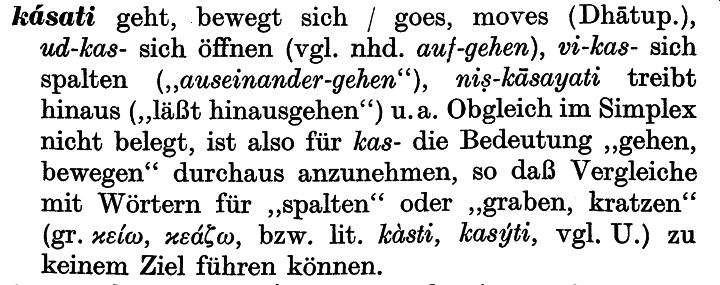 kásati geht, bewegt sich / goes, moves (Dhātup.),
ud-kas- sich öffnen (vgl. nhd. auf-gehen), vi-kas- sich
spalten („auseinander-gehen“), niṣ-kāsayati treibt
hinaus („läßt hinausgehen“) u. a. Obgleich im Simplex
nicht belegt, ist also für kas- die Bedeutung „gehen,
bewegen“ durchaus anzunehmen, so daß Vergleiche
mit Wörtern für „spalten“ oder „graben, kratzen“
(gr. κείω, κεάζω, bzw. lit. kàsti, kasýti, vgl. U.) zu
keinem Ziel führen können.